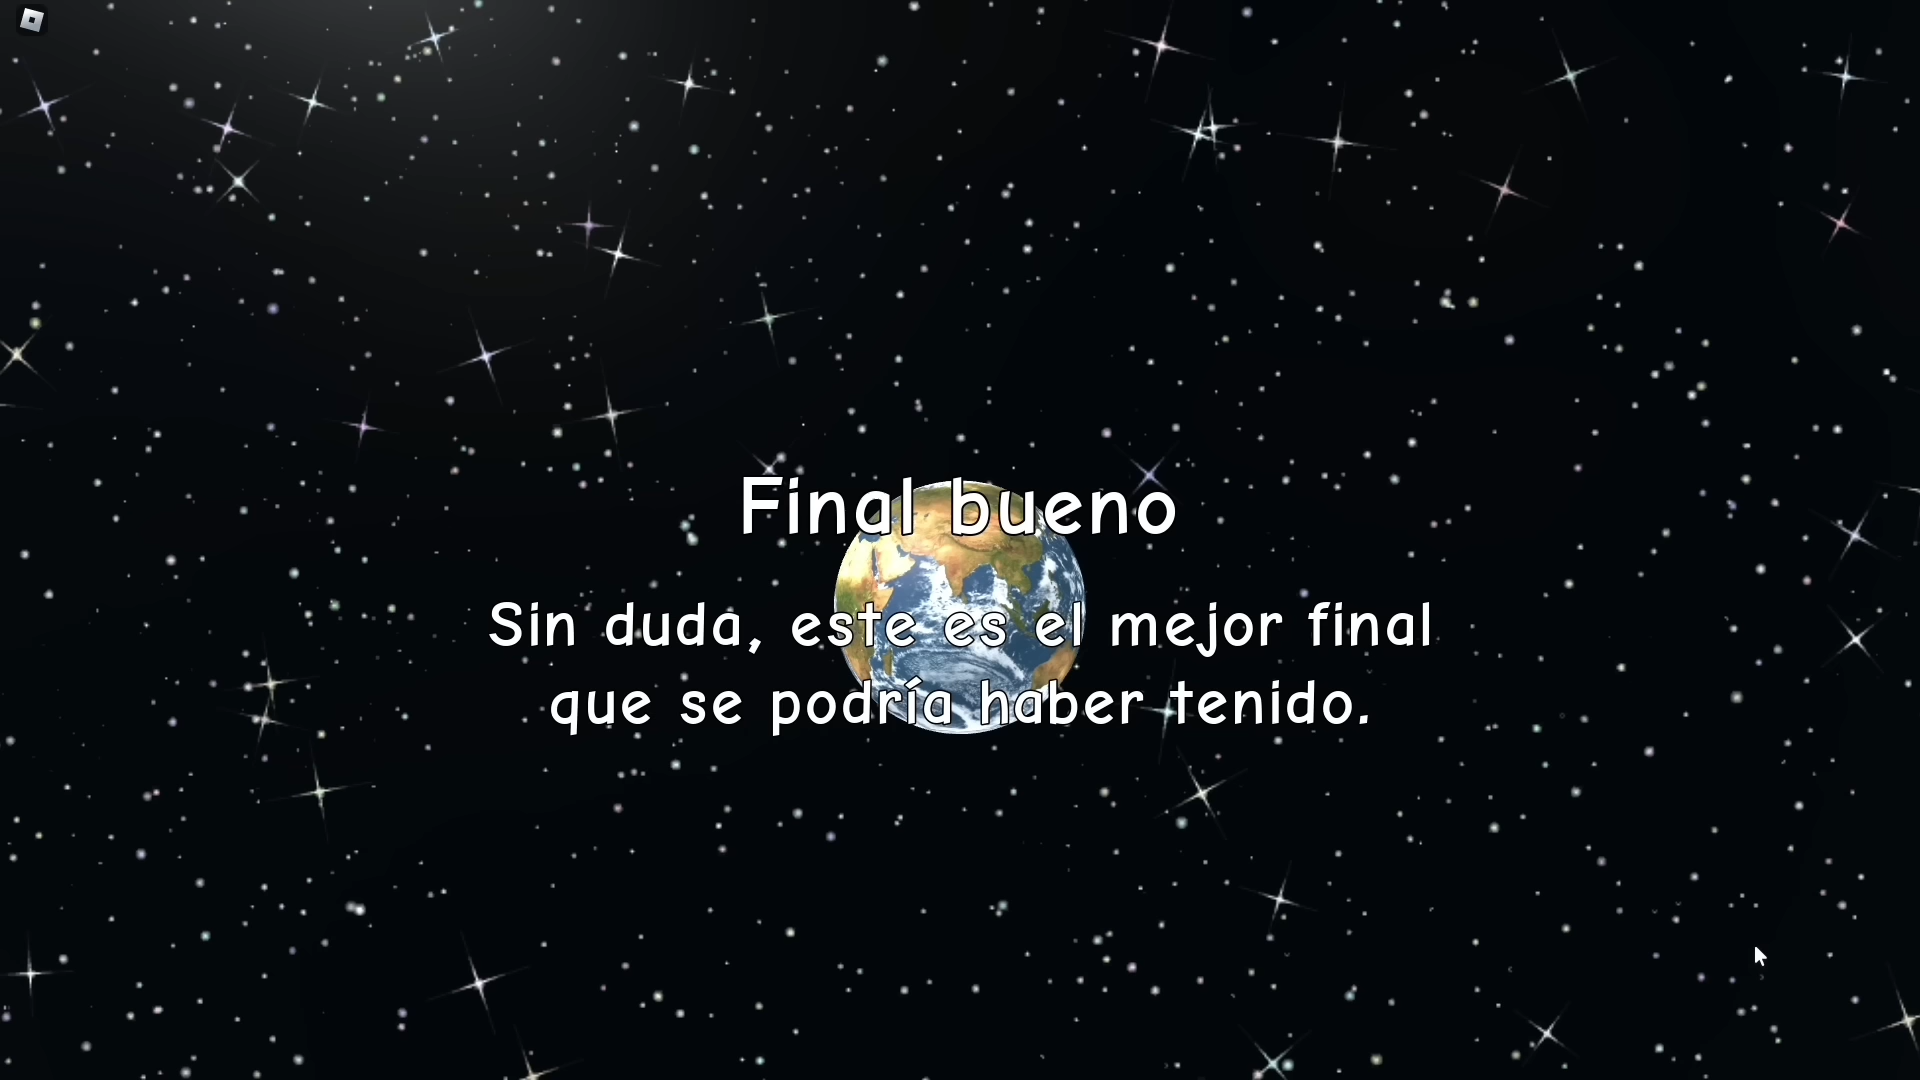 Final bueno
Sin duda, este es el mejor final
que se podría haber tenido.